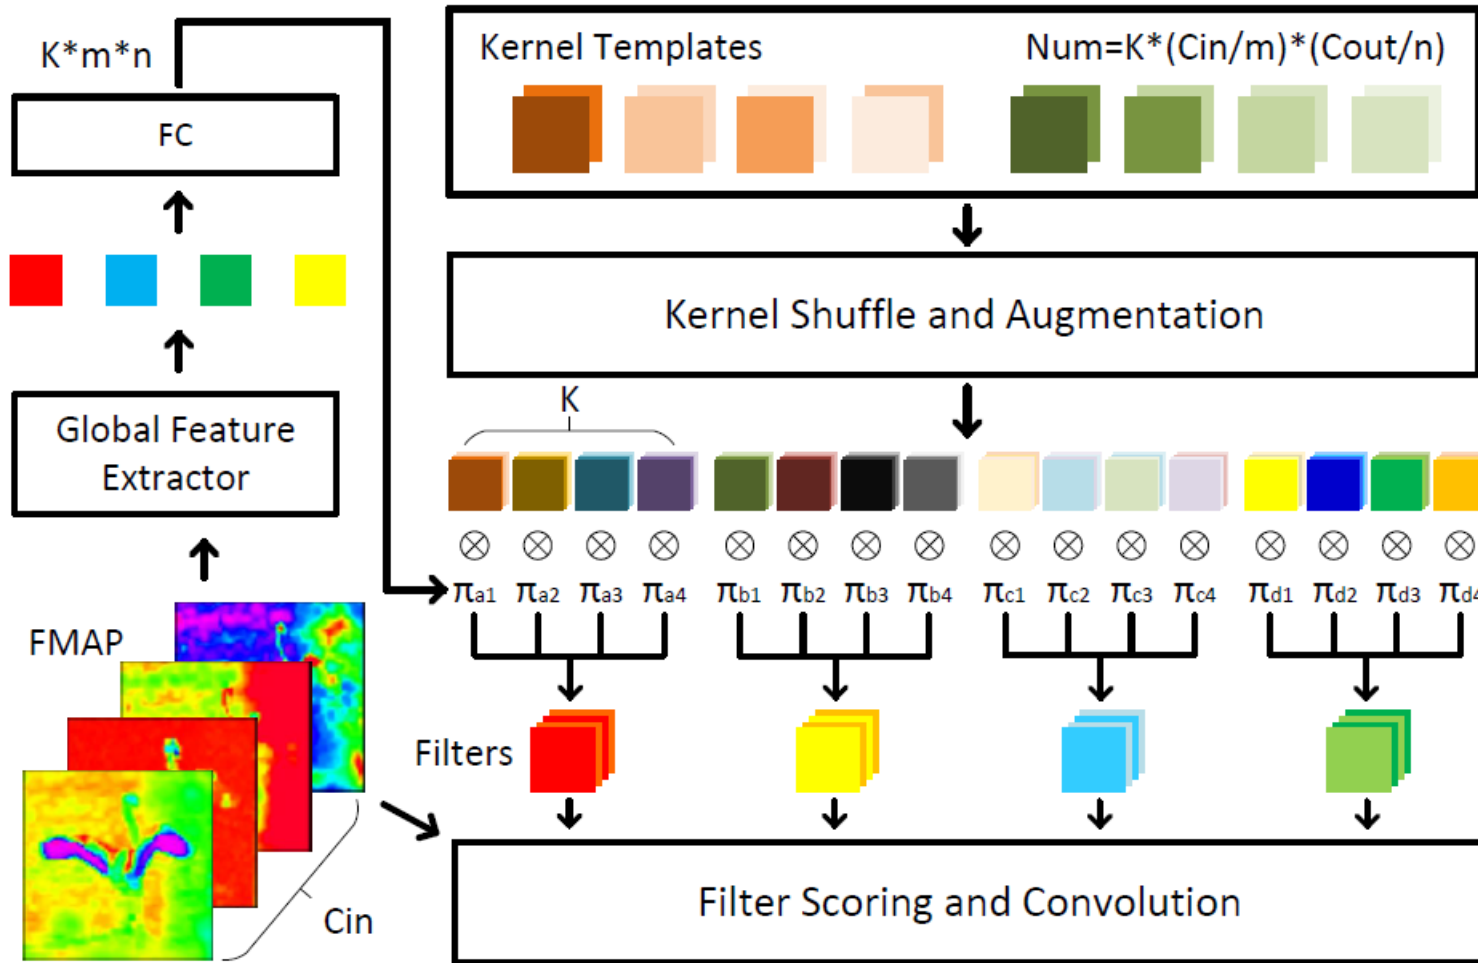 K*m*n
FC
Global Feature
Extractor
FMAP
Cin
Kernel Templates
Num=K*(Cin/m)*(Cout/n)
Kernel Shuffle and Augmentation
K
πa1 πa2 πa3 πa4 πb1 πb2 πb3 πb4 πc1 πc2 πc3 πc4 πd1 πd2 πd3 πd4
Filters
Filter Scoring and Convolution